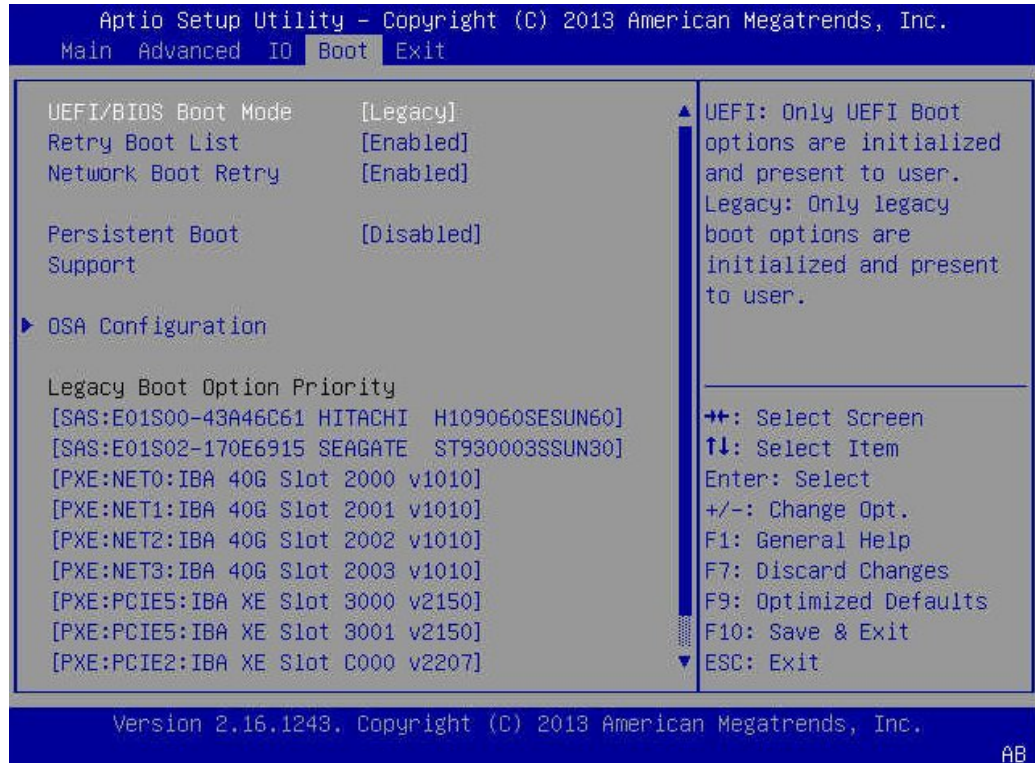 Aptio Setup Utility – Copyright (C) 2013 American Megatrends, Inc.
Main Advanced IO Boot Exit
UEFI/BIOS Boot Mode [Legacy]
Retry Boot List [Enabled]
Network Boot Retry [Enabled]
Persistent Boot [Disabled]
Support
OSA Configuration
Legacy Boot Option Priority
[SAS:E01S00-43A46C61 HITACHI H109060SESUN60]
[SAS:E01S02-170E6915 SEAGATE ST930003SSUN30]
[PXE:NET0:IBA 40G Slot 2000 v1010]
[PXE:NET1:IBA 40G Slot 2001 v1010]
[PXE:NET2:IBA 40G Slot 2002 v1010]
[PXE:NET3:IBA 40G Slot 2003 v1010]
[PXE:PCIE5:IBA XE Slot 3000 v2150]
[PXE:PCIE5:IBA XE Slot 3001 v2150]
[PXE:PCIE2:IBA XE Slot C000 v2207]
UEFI: Only UEFI Boot
options are initialized
and present to user.
Legacy: Only legacy
boot options are
initialized and present
to user.
→←: Select Screen
↑↓: Select Item
Enter: Select
+/-: Change Opt.
F1: General Help
F7: Discard Changes
F9: Optimized Defaults
F10: Save & Exit
ESC: Exit
Version 2.16.1243. Copyright (C) 2013 American Megatrends, Inc.
AB